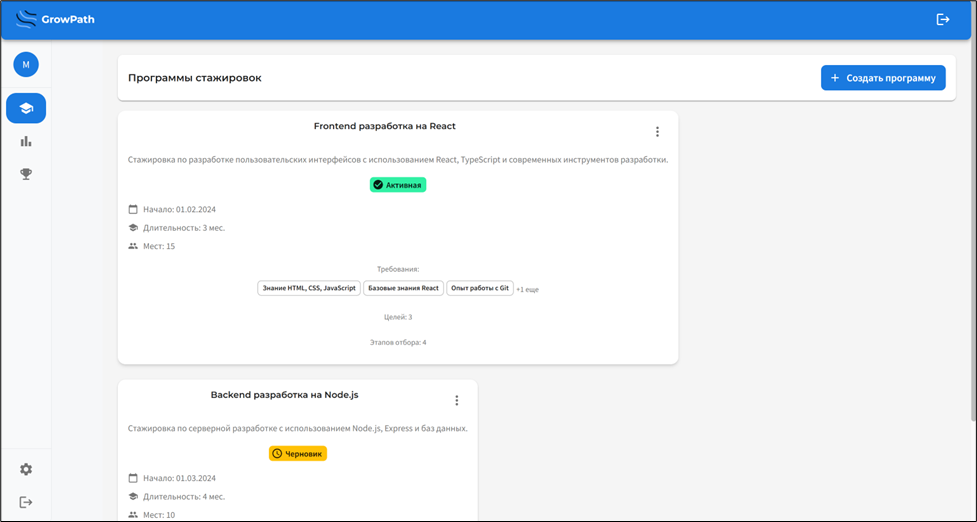 GrowPath
M
Программы стажировок
+ Создать программу
Frontend разработка на React
Стажировка по разработке пользовательских интерфейсов с использованием React, TypeScript и современных инструментов разработки.
Активная
Начало: 01.02.2024
Длительность: 3 мес.
Мест: 15
Требования:
Знание HTML, CSS, JavaScript Базовые знания React Опыт работы с Git +1 еще
Целей: 3
Этапов отбора: 4
Backend разработка на Node.js
Стажировка по серверной разработке с использованием Node.js, Express и баз данных.
Черновик
Начало: 01.03.2024
Длительность: 4 мес.
Мест: 10